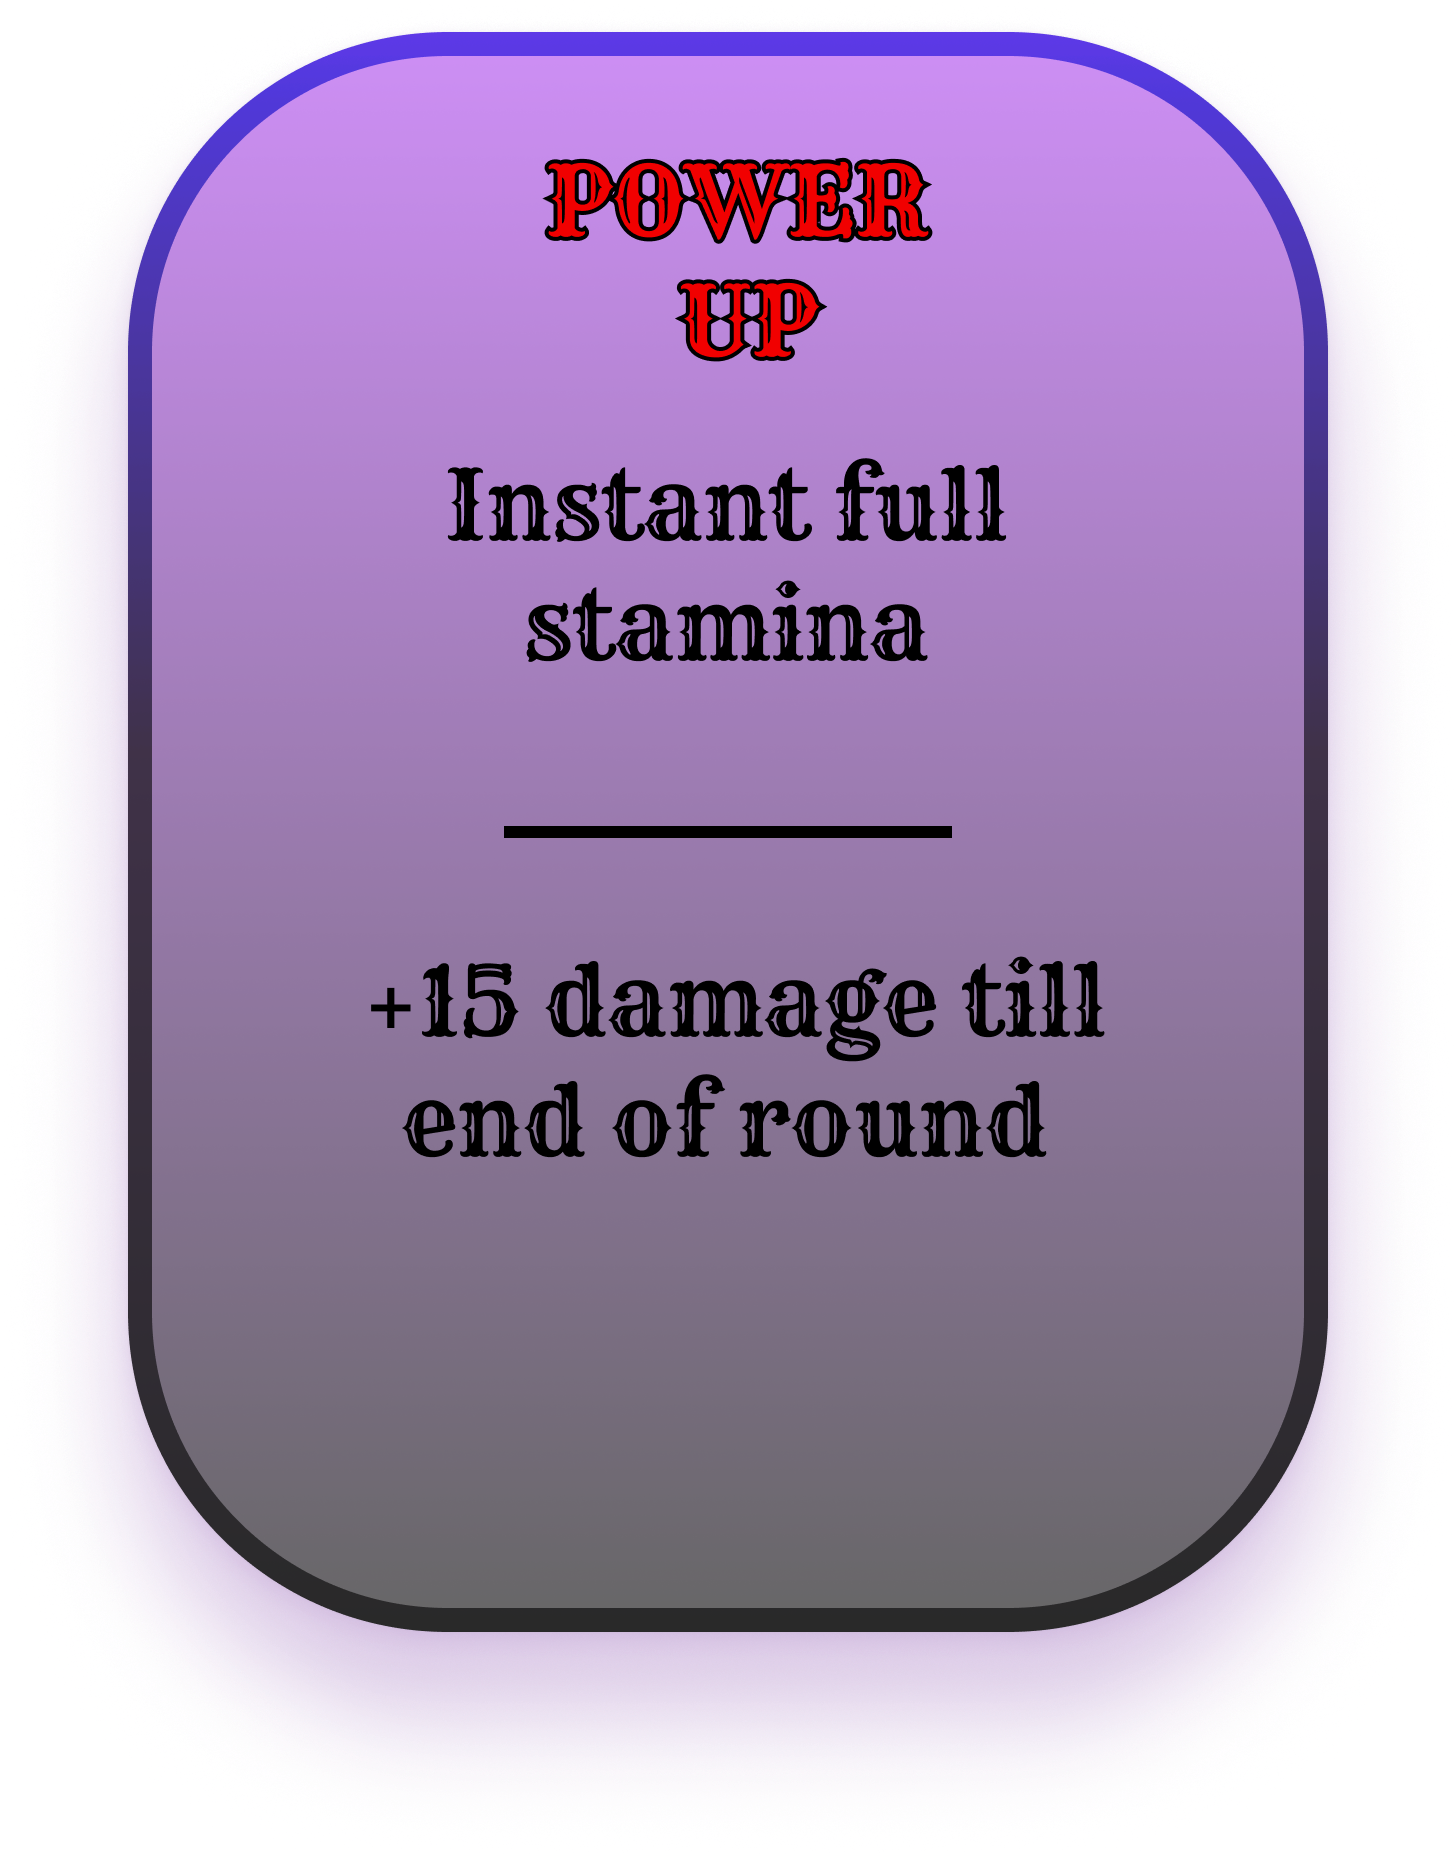 POWER
UP
Instant full
stamina
+15 damage till
end of round